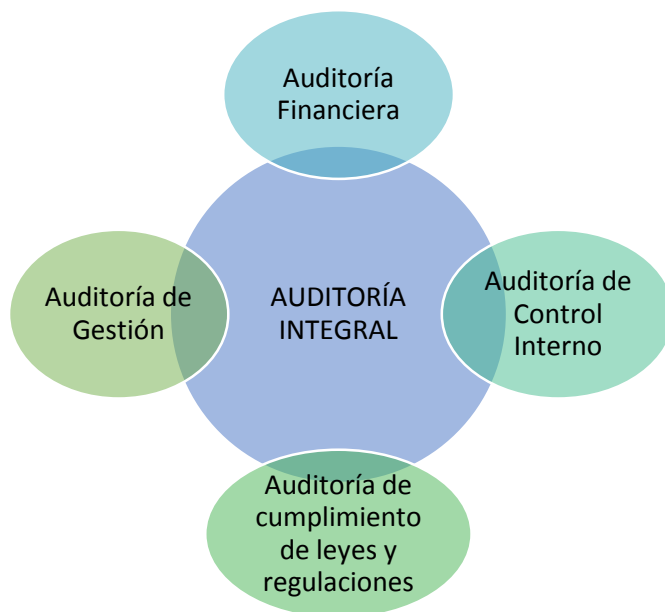 Auditoría
Financiera
Auditoría de
Gestión
AUDITORÍA
INTEGRAL
Auditoría de
Control
Interno
Auditoría de
cumplimiento
de leyes y
regulaciones